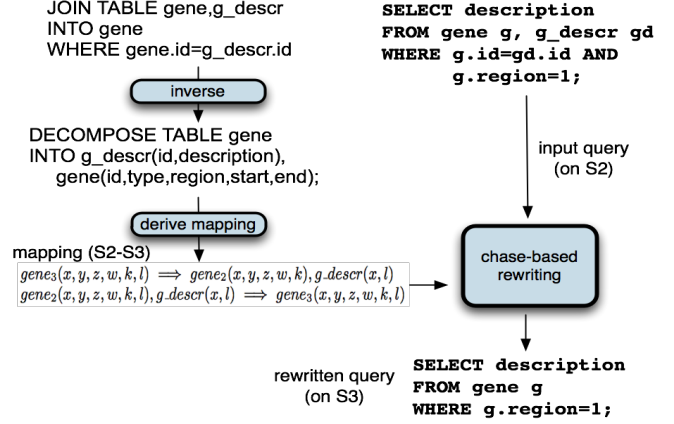 JOIN TABLE gene,g_descr
INTO gene
WHERE gene.id=g_descr.id
inverse
DECOMPOSE TABLE gene
INTO g_descr(id,description),
gene(id,type,region,start,end);
derive mapping
mapping (S2-S3)
gene₃(x, y, z, w, k, l) ⟹ gene₂(x, y, z, w, k), g_descr(x, l)
gene₂(x, y, z, w, k, l), g_descr(x, l) ⟹ gene₃(x, y, z, w, k, l)
SELECT description
FROM gene g, g_descr gd
WHERE g.id=gd.id AND
g.region=1;
input query
(on S2)
chase-based
rewriting
rewritten query
(on S3)
SELECT description
FROM gene g
WHERE g.region=1;